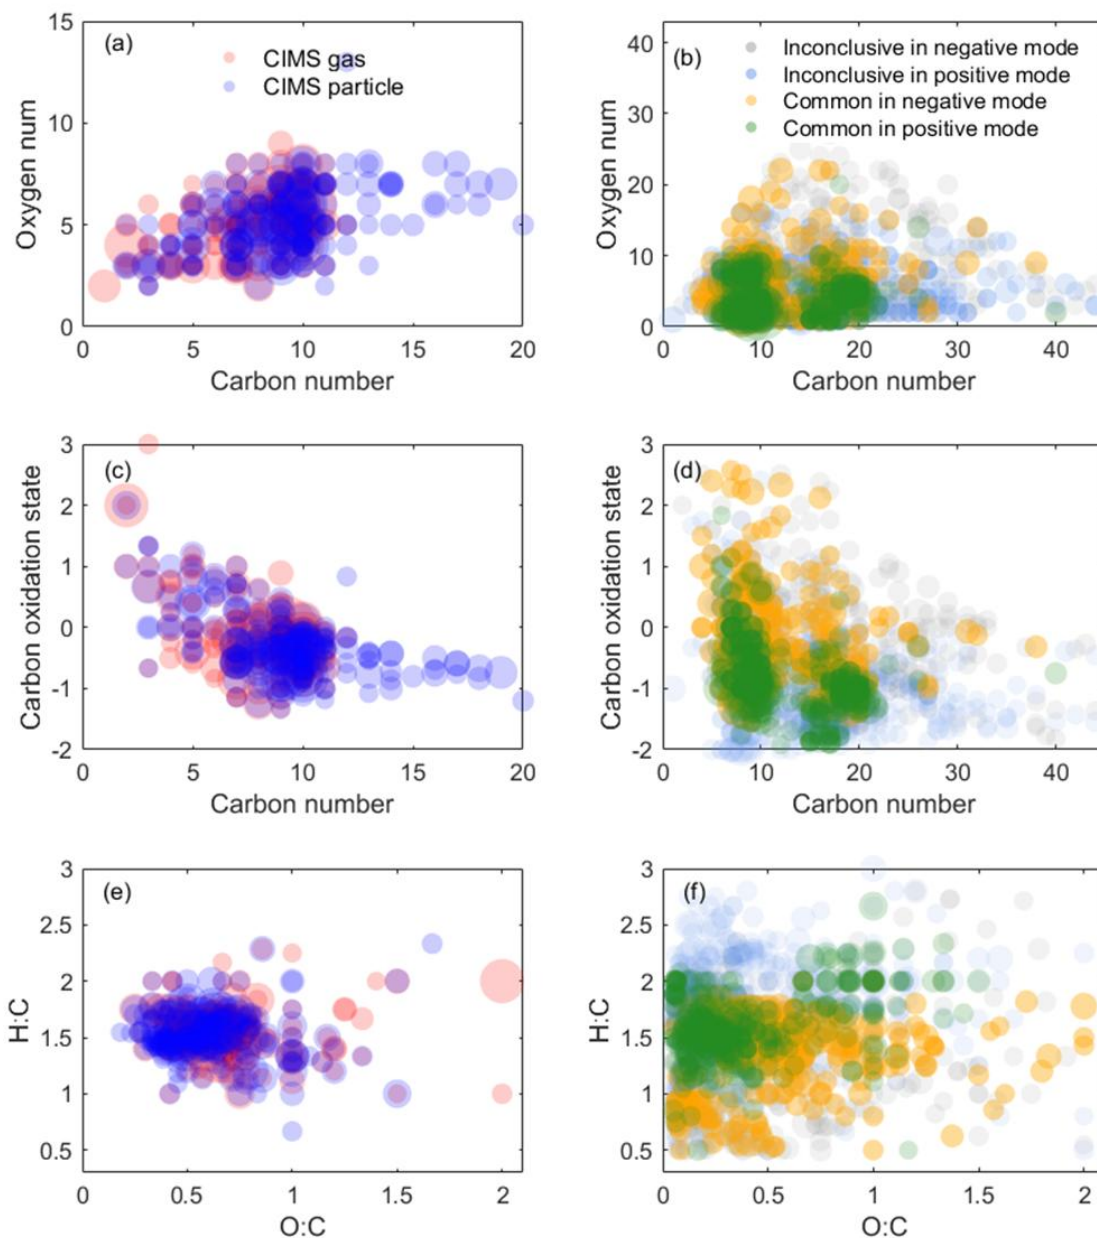 (a)
CIMS gas
CIMS particle
15
10
5
0
Oxygen num
0 5 10 15 20
Carbon number
(b)
Inconclusive in negative mode
Inconclusive in positive mode
Common in negative mode
Common in positive mode
40
30
20
10
0
Oxygen num
10 20 30 40
Carbon number
(c)
3
2
1
0
-1
-2
Carbon oxidation state
0 5 10 15 20
Carbon number
(d)
3
2
1
0
-1
-2
Carbon oxidation state
0 10 20 30 40
Carbon number
(e)
3
2.5
2
1.5
1
0.5
H:C
0 0.5 1 1.5 2
O:C
(f)
3
2.5
2
1.5
1
0.5
H:C
0 0.5 1 1.5 2
O:C